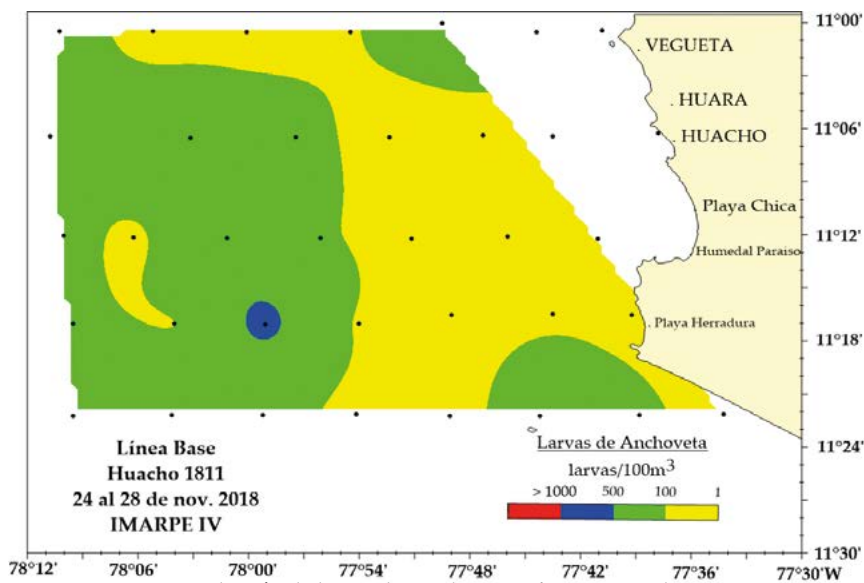 11°00'
VEGUETA
HUARA
11°06'
HUACHO
Playa Chica
11°12'
Humedal Paraiso
Playa Herradura
11°18'
Línea Base
Huacho 1811
24 al 28 de nov. 2018
IMARPE IV
Larvas de Anchoveta
larvas/100m³
> 1000 500 100 1
11°24'
11°30'
78°12' 78°06' 78°00' 77°54' 77°48' 77°42' 77°36' 77°30'W